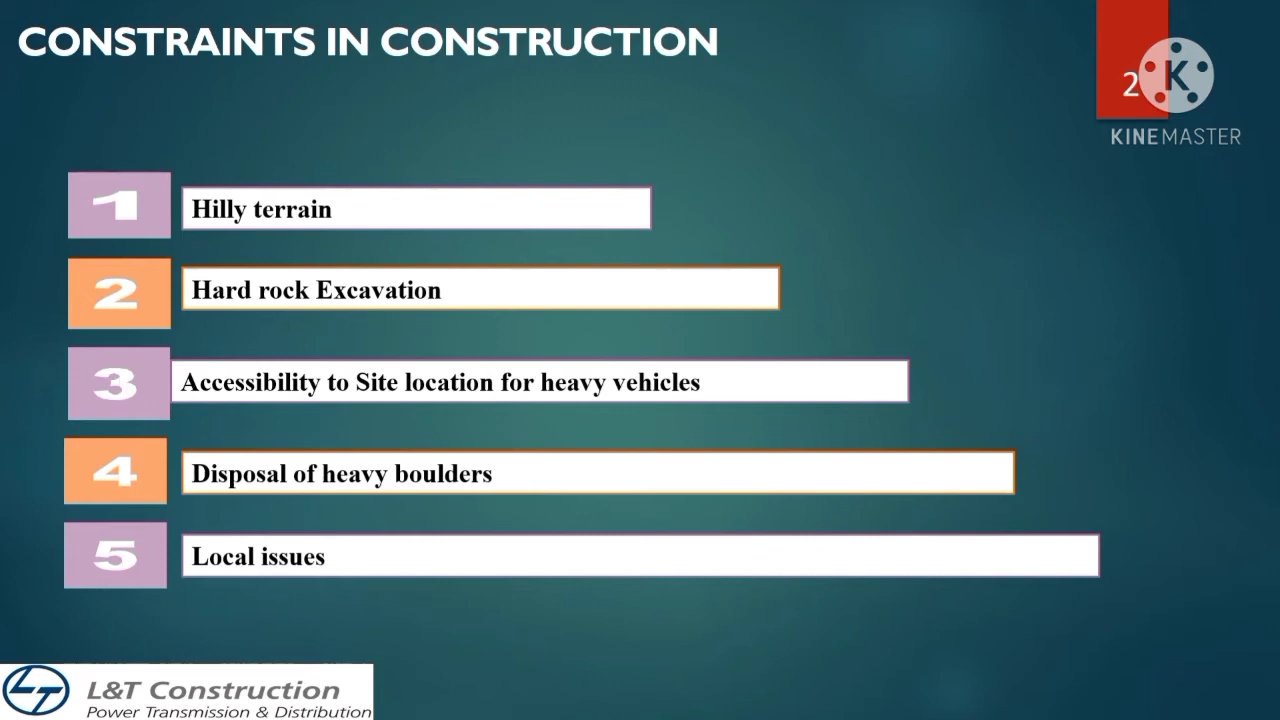 CONSTRAINTS IN CONSTRUCTION
2
K
KINEMASTER
1 Hilly terrain
2 Hard rock Excavation
3 Accessibility to Site location for heavy vehicles
4 Disposal of heavy boulders
5 Local issues
LT L&T Construction
Power Transmission & Distribution